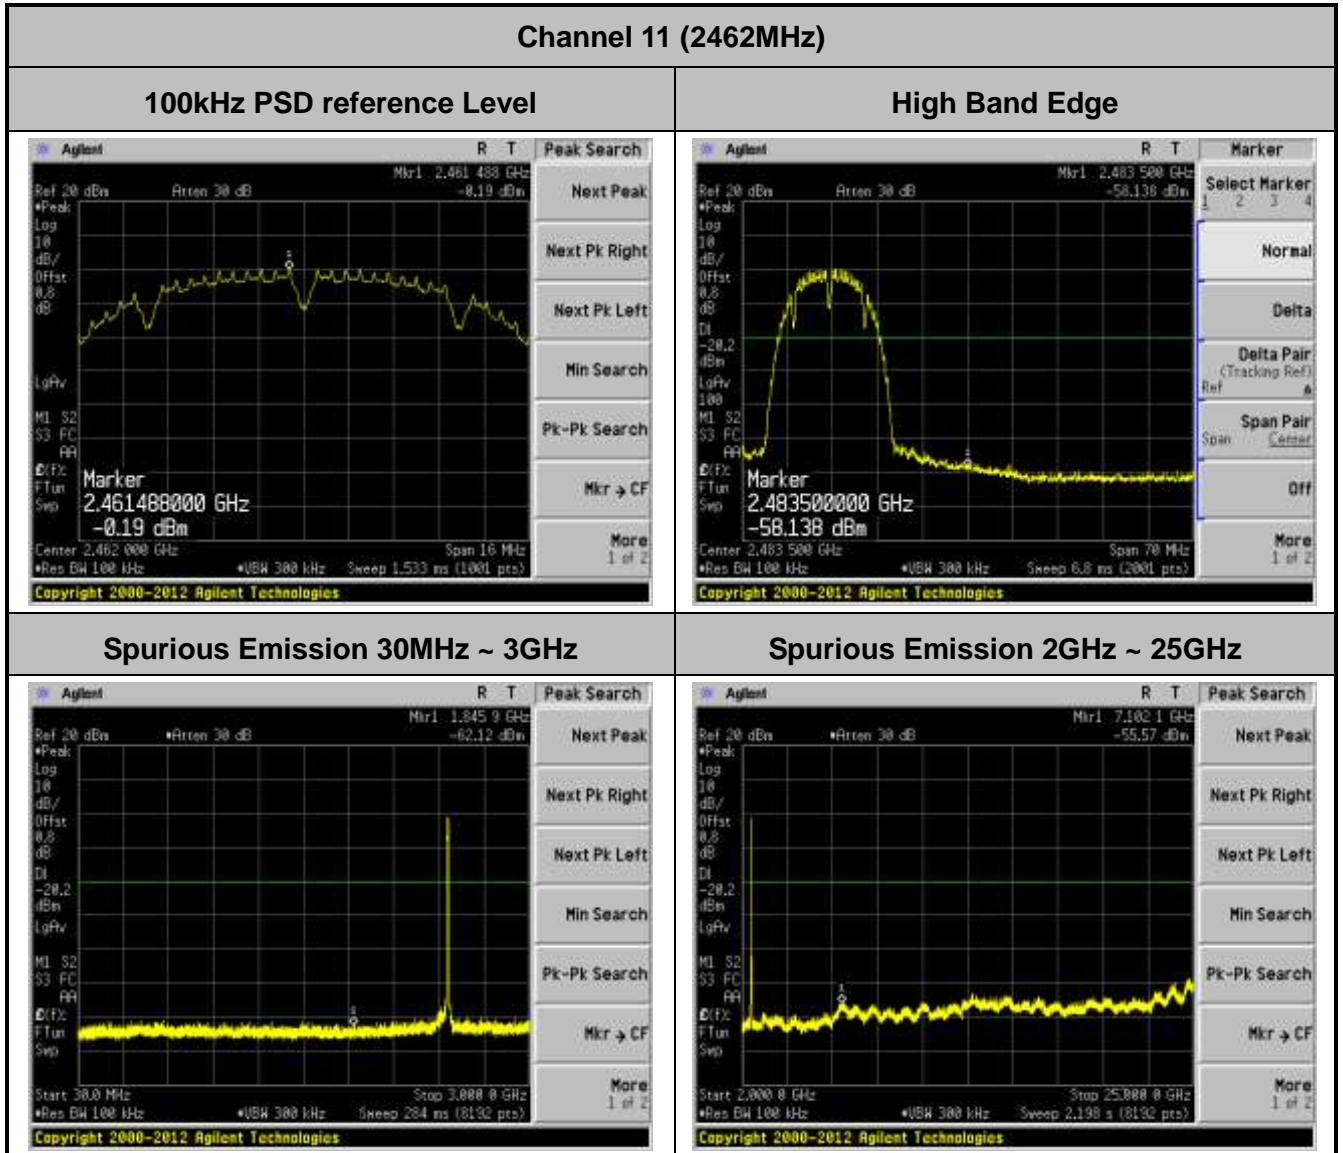 Channel 11 (2462MHz)
100kHz PSD reference Level
High Band Edge
Agilent R T Peak Search
Mkr1 2.461 488 GHz
Ref 20 dBm Atten 30 dB -0.19 dBm
Next Peak
#Peak
Log
10
dB/
Next Pk Right
Offst
0.8
dB
Next Pk Left
Min Search
LgAv
M1 S2
S3 FC
AA
Pk-Pk Search
£(f):
FTun
Swp
Marker
2.461488000 GHz
-0.19 dBm
Mkr → CF
Center 2.462 000 GHz Span 16 MHz
#Res BW 100 kHz #VBW 300 kHz Sweep 1.533 ms (1001 pts)
More
1 of 2
Copyright 2000-2012 Agilent Technologies
Agilent R T Marker
Mkr1 2.483 500 GHz
Ref 20 dBm Atten 30 dB -58.138 dBm
Select Marker
1 2 3 4
#Peak
Log
10
dB/
Normal
Offst
0.8
dB
Delta
DI
-20.2
dBm
Delta Pair
(Tracking Ref)
Ref
LgAv
100
M1 S2
S3 FC
AA
Span Pair
Span Center
£(f):
FTun
Swp
Marker
2.483500000 GHz
-58.138 dBm
Off
Center 2.483 500 GHz Span 70 MHz
#Res BW 100 kHz #VBW 300 kHz Sweep 6.8 ms (2001 pts)
More
1 of 2
Copyright 2000-2012 Agilent Technologies
Spurious Emission 30MHz ~ 3GHz
Spurious Emission 2GHz ~ 25GHz
Agilent R T Peak Search
Mkr1 1.845 9 GHz
Ref 20 dBm #Atten 30 dB -62.12 dBm
Next Peak
#Peak
Log
10
dB/
Next Pk Right
Offst
0.8
dB
Next Pk Left
DI
-20.2
dBm
Min Search
LgAv
M1 S2
S3 FC
AA
Pk-Pk Search
£(f):
FTun
Swp
Mkr → CF
Start 30.0 MHz Stop 3.000 0 GHz
#Res BW 100 kHz #VBW 300 kHz Sweep 284 ms (8192 pts)
More
1 of 2
Copyright 2000-2012 Agilent Technologies
Agilent R T Peak Search
Mkr1 7.102 1 GHz
Ref 20 dBm #Atten 30 dB -55.57 dBm
Next Peak
#Peak
Log
10
dB/
Next Pk Right
Offst
0.8
dB
Next Pk Left
DI
-20.2
dBm
Min Search
LgAv
M1 S2
S3 FC
AA
Pk-Pk Search
£(f):
FTun
Swp
Mkr → CF
Start 2.000 0 GHz Stop 25.000 0 GHz
#Res BW 100 kHz #VBW 300 kHz Sweep 2.198 s (8192 pts)
More
1 of 2
Copyright 2000-2012 Agilent Technologies